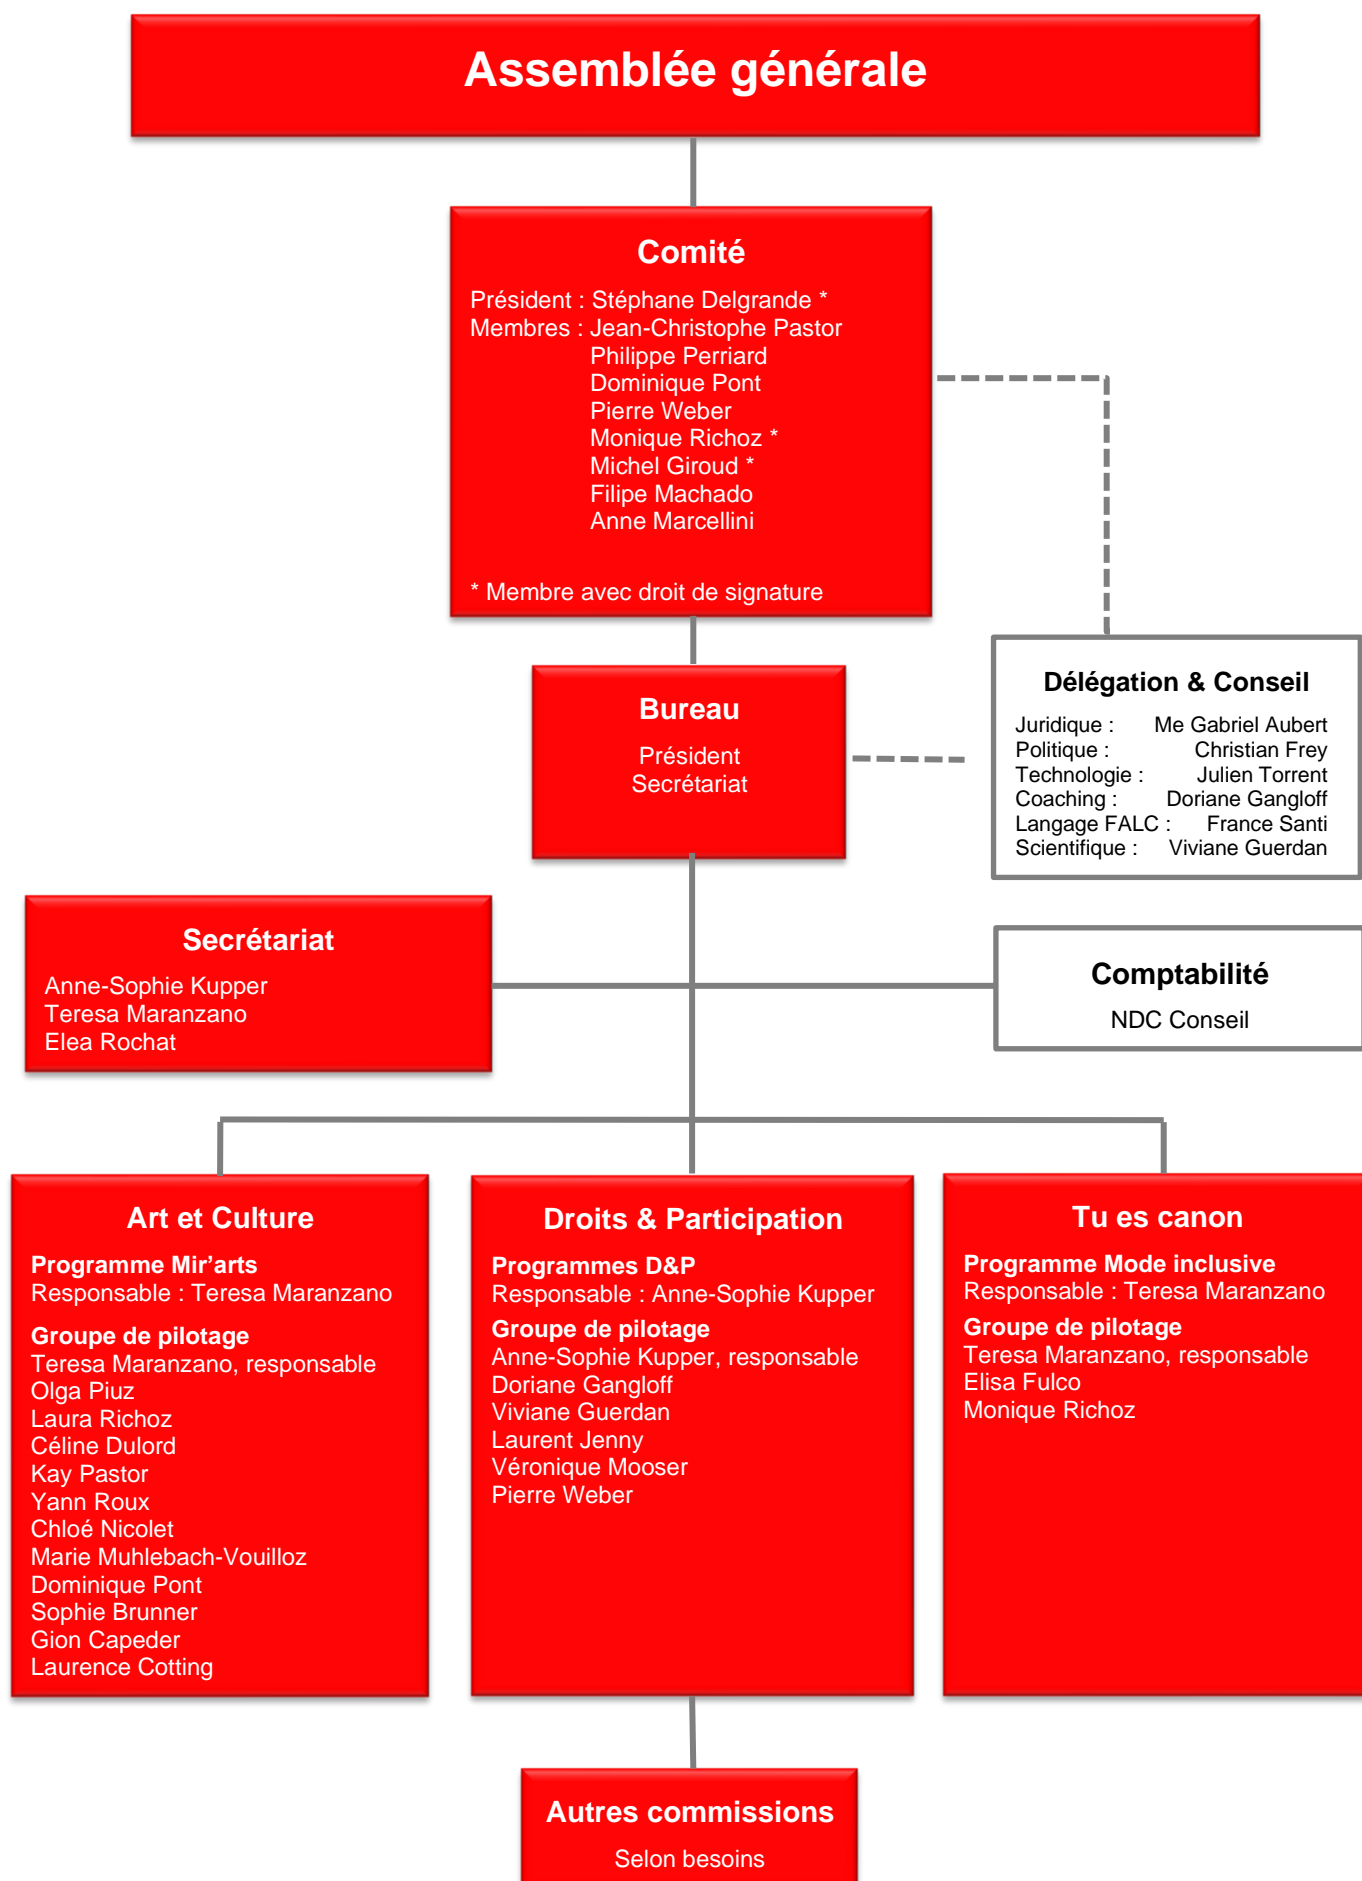 Assemblée générale
Comité
Président : Stéphane Delgrande *
Membres : Jean-Christophe Pastor
Philippe Perriard
Dominique Pont
Pierre Weber
Monique Richoz *
Michel Giroud *
Filipe Machado
Anne Marcellini
* Membre avec droit de signature
Bureau
Président
Secrétariat
Délégation & Conseil
Juridique : Me Gabriel Aubert
Politique : Christian Frey
Technologie : Julien Torrent
Coaching : Doriane Gangloff
Langage FALC : France Santi
Scientifique : Viviane Guerdan
Secrétariat
Anne-Sophie Kupper
Teresa Maranzano
Elea Rochat
Comptabilité
NDC Conseil
Art et Culture
Programme Mir’arts
Responsable : Teresa Maranzano
Groupe de pilotage
Teresa Maranzano, responsable
Olga Piuz
Laura Richoz
Céline Dulord
Kay Pastor
Yann Roux
Chloé Nicolet
Marie Muhlebach-Vouilloz
Dominique Pont
Sophie Brunner
Gion Capeder
Laurence Cotting
Droits & Participation
Programmes D&P
Responsable : Anne-Sophie Kupper
Groupe de pilotage
Anne-Sophie Kupper, responsable
Doriane Gangloff
Viviane Guerdan
Laurent Jenny
Véronique Mooser
Pierre Weber
Tu es canon
Programme Mode inclusive
Responsable : Teresa Maranzano
Groupe de pilotage
Teresa Maranzano, responsable
Elisa Fulco
Monique Richoz
Autres commissions
Selon besoins